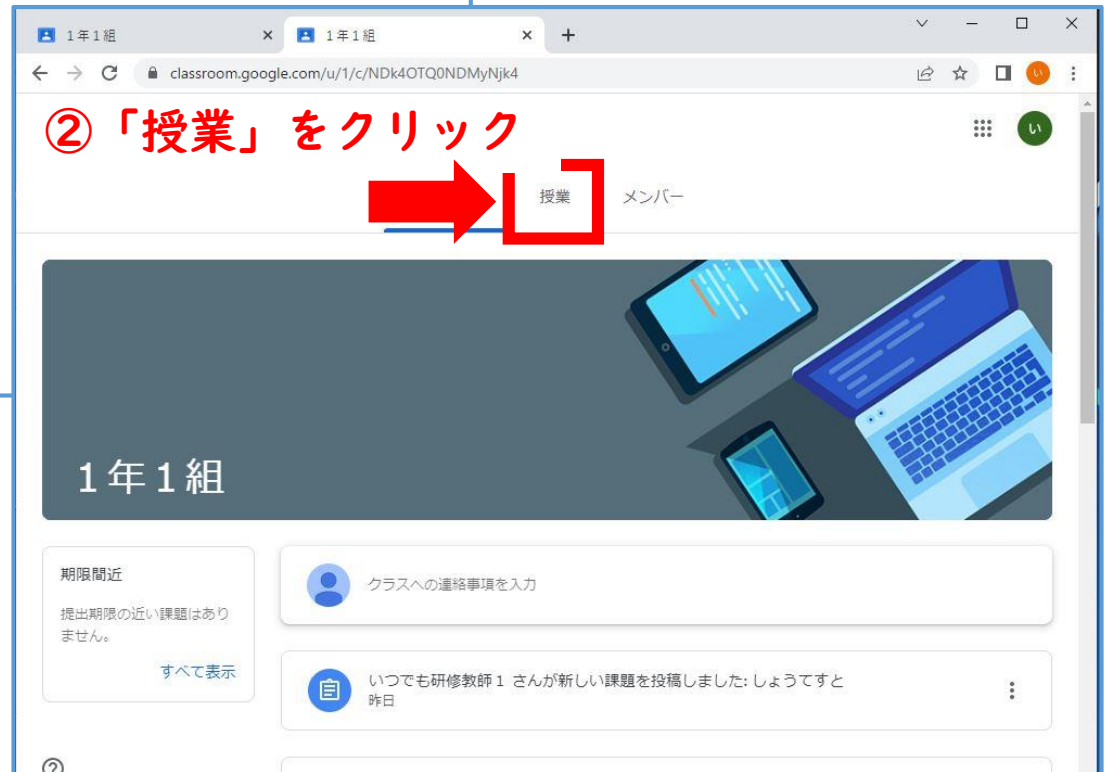 1年1組
1年1組
classroom.google.com/u/1/c/NDk4OTQ0NDMyNjk4
い
②「授業」をクリック
い
授業
メンバー
1年1組
期限間近
提出期限の近い課題はあり
ません。
すべて表示
クラスへの連絡事項を入力
いつでも研修教師1 さんが新しい課題を投稿しました: しょうてすと
昨日